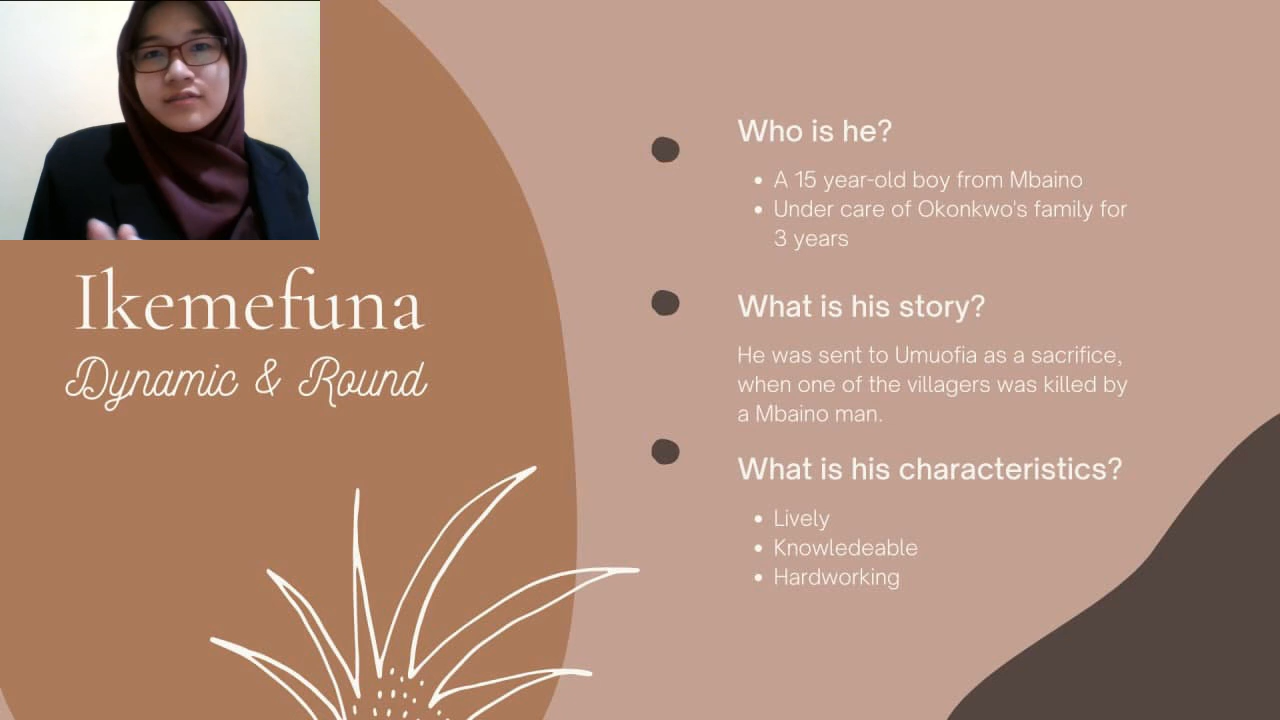 Ikemefuna
Dynamic & Round
Who is he?
• A 15 year-old boy from Mbaino
• Under care of Okonkwo's family for
3 years
What is his story?
He was sent to Umuofia as a sacrifice,
when one of the villagers was killed by
a Mbaino man.
What is his characteristics?
• Lively
• Knowledeable
• Hardworking